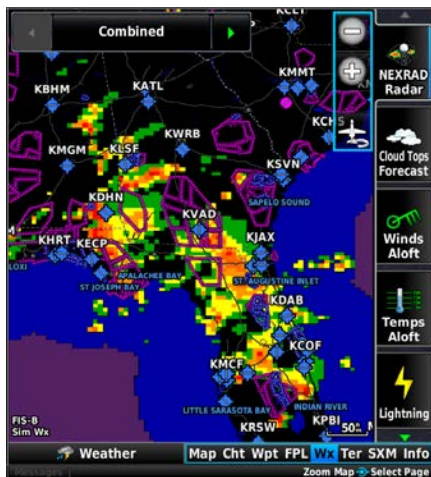 Combined
KCLT
KBHM
KATL
KMMT
KCHS
KWRB
KMGM
KLSF
KSVN
SAPELO SOUND
KDHN
KVAD
KHRT
KECP
KJAX
APALACHEE BAY
ST JOSEPH BAY
ST. AUGUSTINE INLET
KDAB
KCOF
KMCF
LITTLE SARASOTA BAY
INDIAN RIVER
KRSW
KPBI
50
FIS-B
Sim Wx
NEXRAD
Radar
Cloud Tops
Forecast
Winds
Aloft
Temps
Aloft
Lightning
Weather
Map Cht Wpt FPL Wx Ter SXM Info
Messages
Zoom Map
Select Page